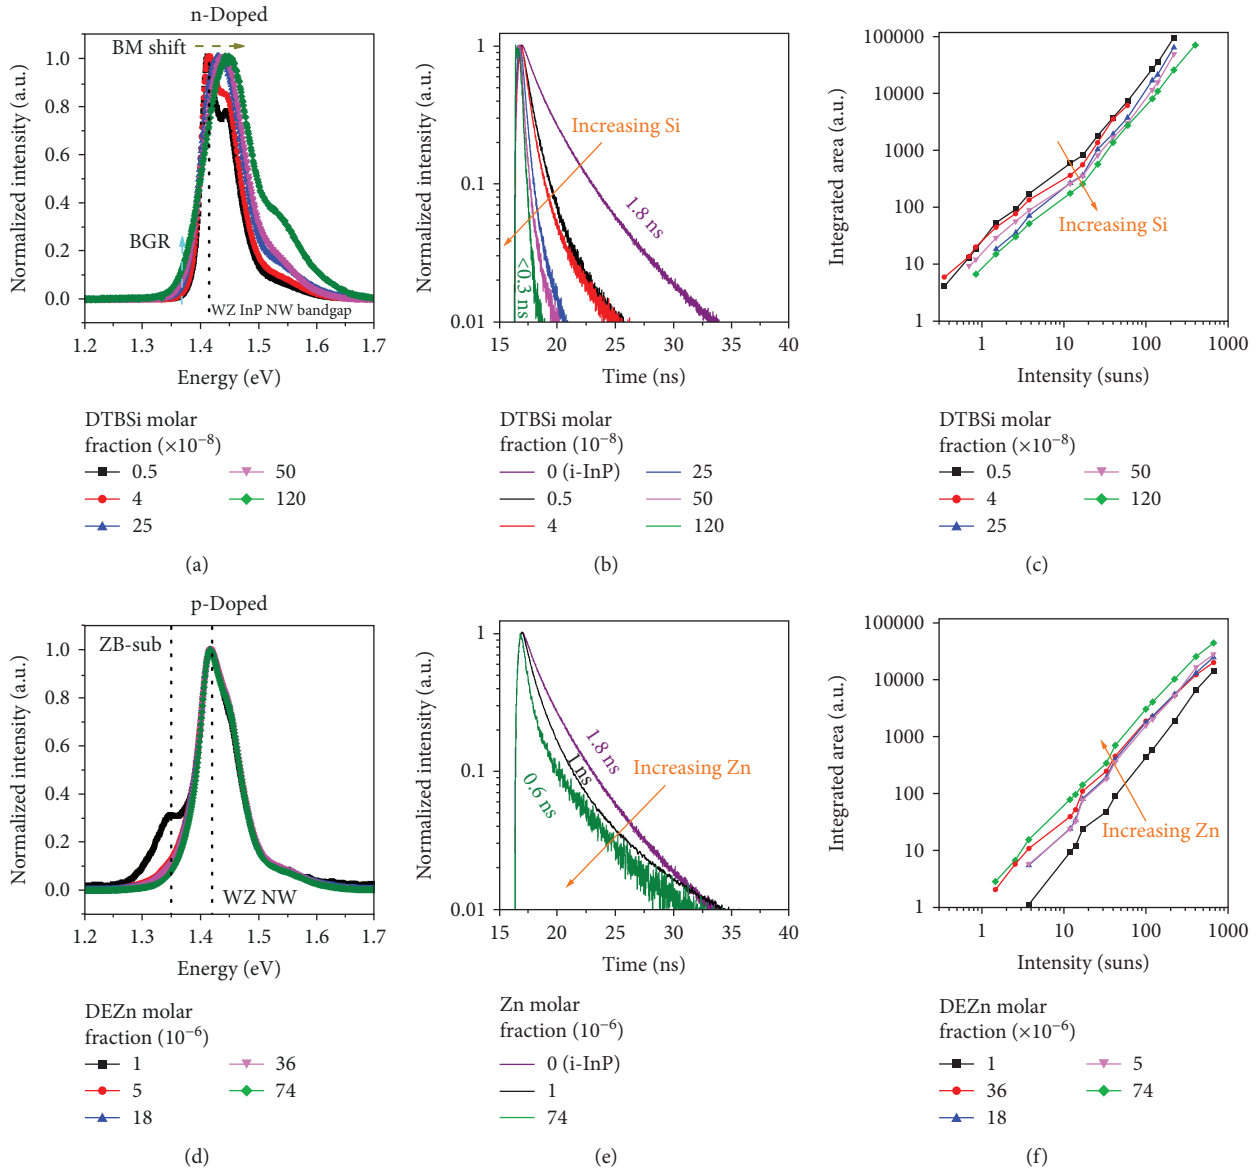 n-Doped
BM shift
BGR
WZ InP NW bandgap
Normalized intensity (a.u.)
1.0
0.8
0.6
0.4
0.2
0.0
1.2 1.3 1.4 1.5 1.6 1.7
Energy (eV)
DTBSi molar
fraction (×10⁻⁸)
0.5 50
4 120
25
(a)
Normalized intensity (a.u.)
1
0.1
0.01
Increasing Si
1.8 ns
<0.3 ns
15 20 25 30 35 40
Time (ns)
DTBSi molar
fraction (10⁻⁸)
0 (i-InP) 25
0.5 50
4 120
(b)
Integrated area (a.u.)
100000
10000
1000
100
10
1
Increasing Si
1 10 100 1000
Intensity (suns)
DTBSi molar
fraction (×10⁻⁸)
0.5 50
4 120
25
(c)
p-Doped
ZB-sub
WZ NW
Normalized intensity (a.u.)
1.0
0.8
0.6
0.4
0.2
0.0
1.2 1.3 1.4 1.5 1.6 1.7
Energy (eV)
DEZn molar
fraction (10⁻⁶)
1 36
5 74
18
(d)
Normalized intensity (a.u.)
1
0.1
0.01
1.8 ns
1 ns
0.6 ns
Increasing Zn
15 20 25 30 35 40
Time (ns)
Zn molar
fraction (10⁻⁶)
0 (i-InP)
1
74
(e)
Integrated area (a.u.)
100000
10000
1000
100
10
1
Increasing Zn
1 10 100 1000
Intensity (suns)
DEZn molar
fraction (×10⁻⁶)
1 5
36 74
18
(f)